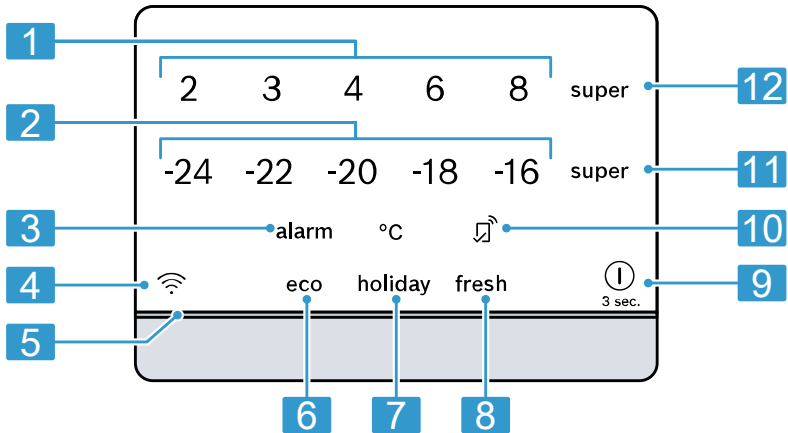 1
2 3 4 6 8 super 12
2
-24 -22 -20 -18 -16 super 11
3 alarm °C 10
4 eco holiday fresh 9
3 sec.
5
6 7 8